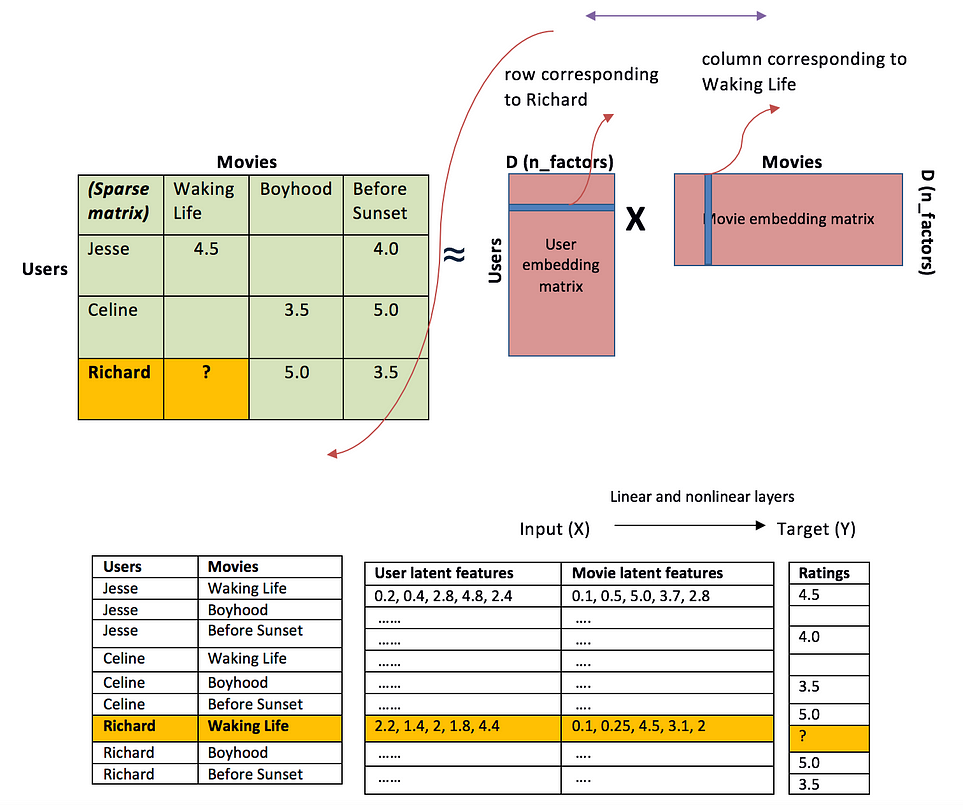 row corresponding
to Richard
column corresponding to
Waking Life
Movies
(Sparse
matrix)
Waking
Life
Boyhood
Before
Sunset
Users
Jesse
4.5
4.0
Celine
3.5
5.0
Richard
?
5.0
3.5
≈
D (n_factors)
Users
User
embedding
matrix
X
Movies
Movie embedding matrix
D (n_factors)
Linear and nonlinear layers
Input (X)
Target (Y)
Users Movies
Jesse Waking Life
Jesse Boyhood
Jesse Before Sunset
Celine Waking Life
Celine Boyhood
Celine Before Sunset
Richard Waking Life
Richard Boyhood
Richard Before Sunset
User latent features Movie latent features
0.2, 0.4, 2.8, 4.8, 2.4 0.1, 0.5, 5.0, 3.7, 2.8
...... ....
...... ....
...... ....
...... ....
...... ....
2.2, 1.4, 2, 1.8, 4.4 0.1, 0.25, 4.5, 3.1, 2
...... ....
...... ....
Ratings
4.5
4.0
3.5
5.0
?
5.0
3.5